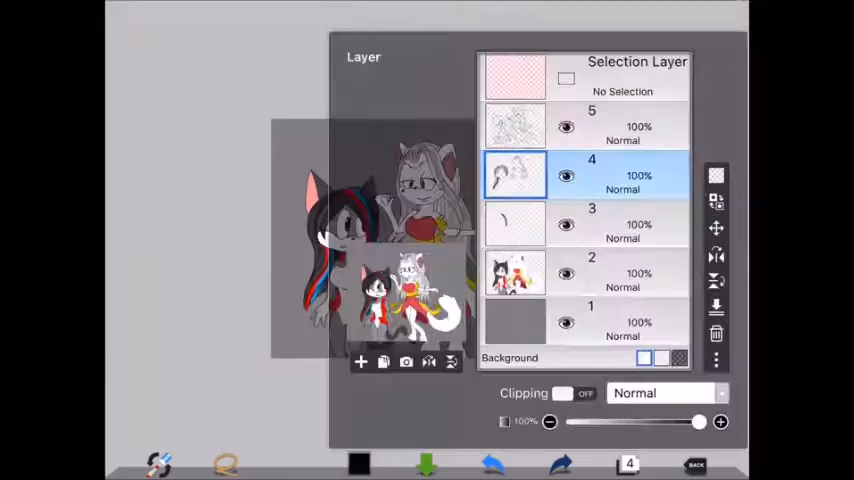 Layer
Selection Layer
No Selection
5
100%
Normal
4
100%
Normal
3
100%
Normal
2
100%
Normal
1
100%
Normal
Background
Clipping OFF Normal
100%
4 BACK